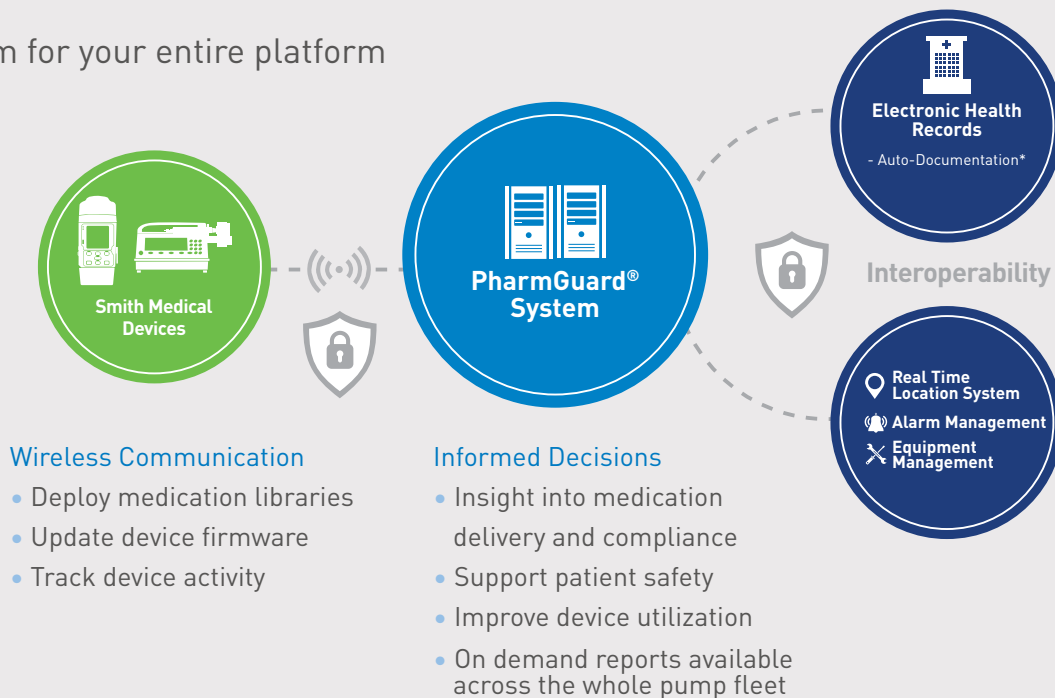 for your entire platform
Smith Medical
Devices
PharmGuard®
System
Electronic Health
Records
- Auto-Documentation*
Interoperability
Real Time
Location System
Alarm Management
Equipment
Management
Wireless Communication
• Deploy medication libraries
• Update device firmware
• Track device activity
Informed Decisions
• Insight into medication
delivery and compliance
• Support patient safety
• Improve device utilization
• On demand reports available
across the whole pump fleet